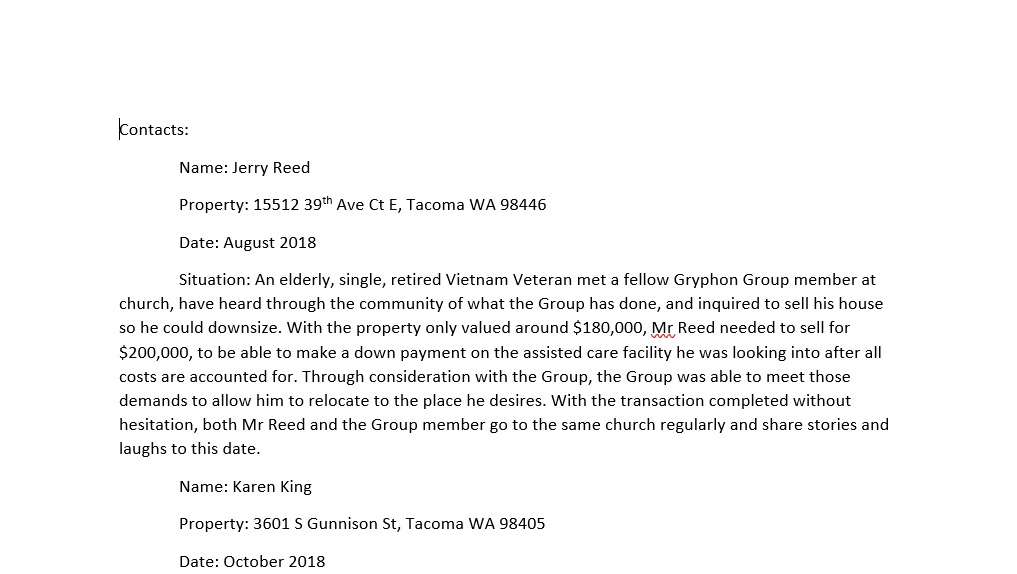 Contacts:
Name: Jerry Reed
Property: 15512 39th Ave Ct E, Tacoma WA 98446
Date: August 2018
Situation: An elderly, single, retired Vietnam Veteran met a fellow Gryphon Group member at
church, have heard through the community of what the Group has done, and inquired to sell his house
so he could downsize. With the property only valued around $180,000, Mr Reed needed to sell for
$200,000, to be able to make a down payment on the assisted care facility he was looking into after all
costs are accounted for. Through consideration with the Group, the Group was able to meet those
demands to allow him to relocate to the place he desires. With the transaction completed without
hesitation, both Mr Reed and the Group member go to the same church regularly and share stories and
laughs to this date.
Name: Karen King
Property: 3601 S Gunnison St, Tacoma WA 98405
Date: October 2018